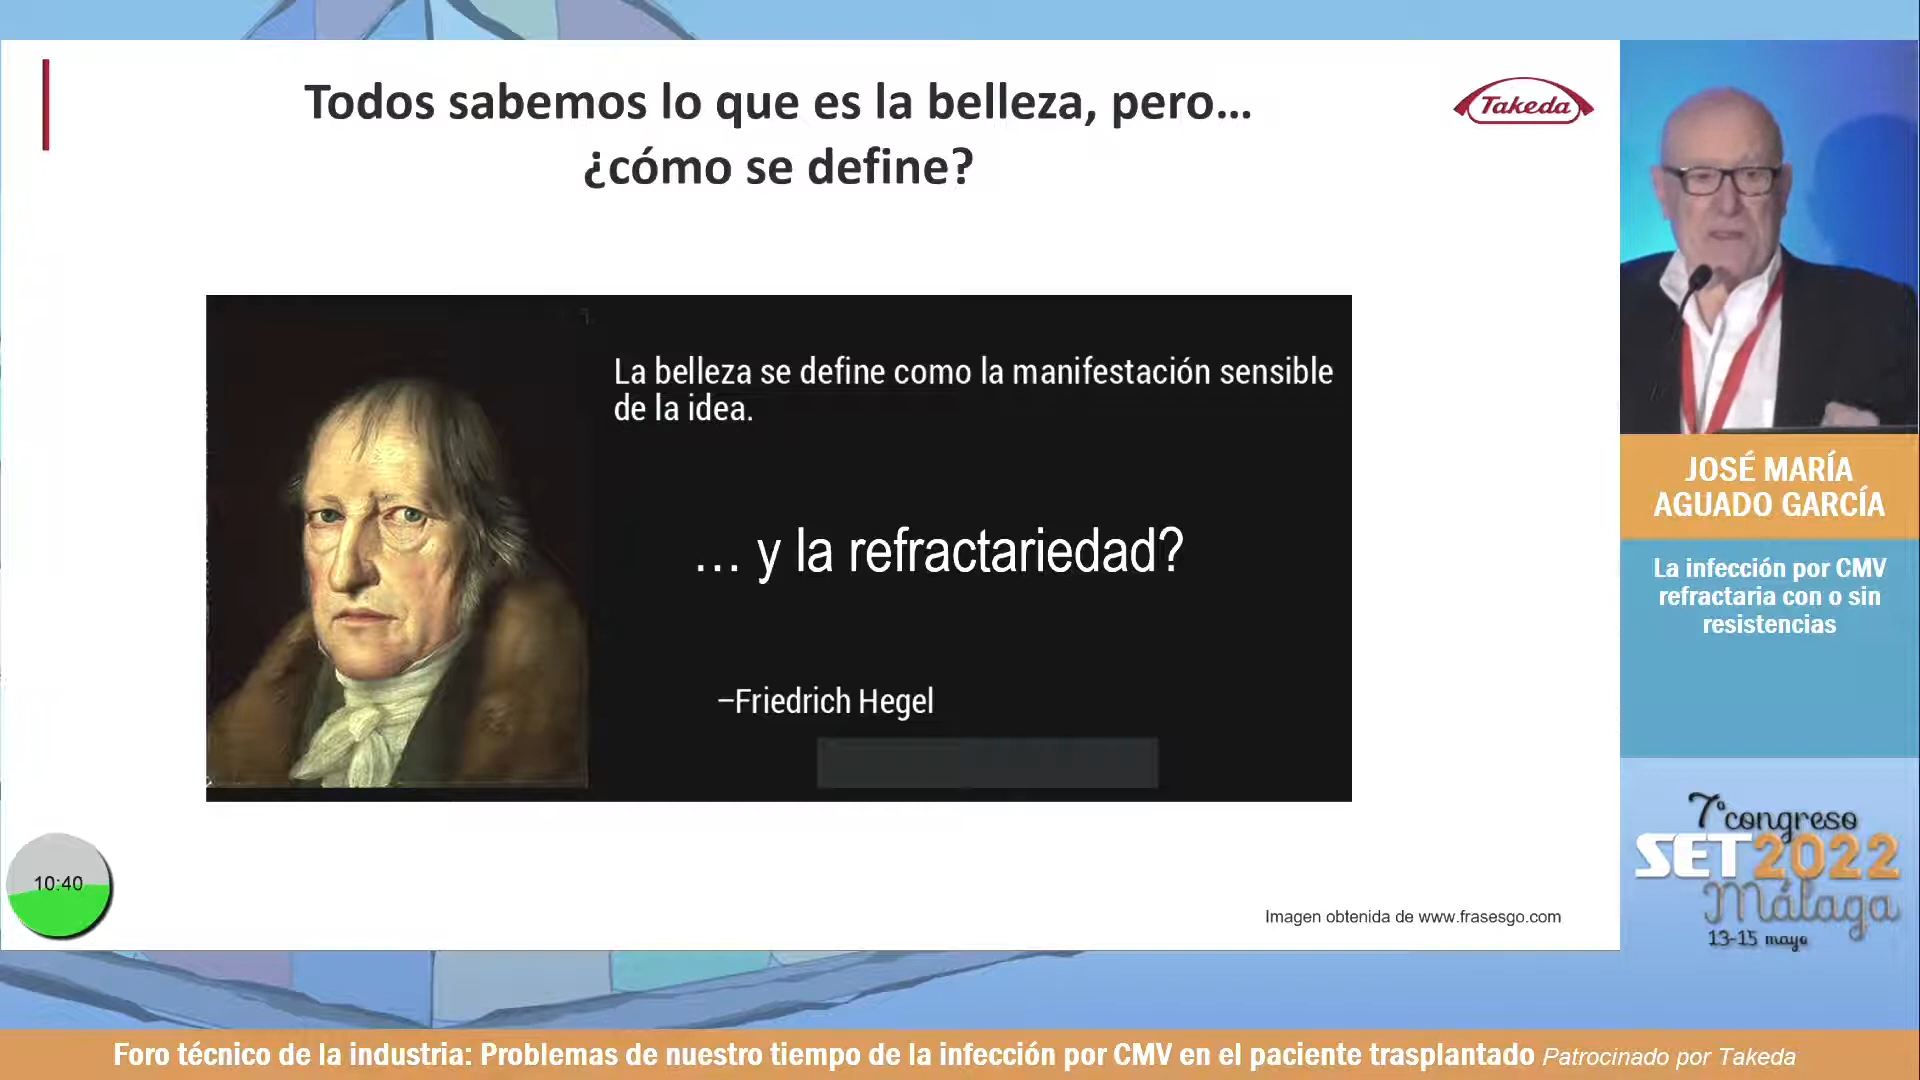 Todos sabemos lo que es la belleza, pero...
¿cómo se define?
Takeda
La belleza se define como la manifestación sensible
de la idea.
... y la refractariedad?
–Friedrich Hegel
10:40
Imagen obtenida de www.frasesgo.com
JOSÉ MARÍA
AGUADO GARCÍA
La infección por CMV
refractaria con o sin
resistencias
7º congreso
SET2022
Málaga
13-15 mayo
Foro técnico de la industria: Problemas de nuestro tiempo de la infección por CMV en el paciente trasplantado Patrocinado por Takeda